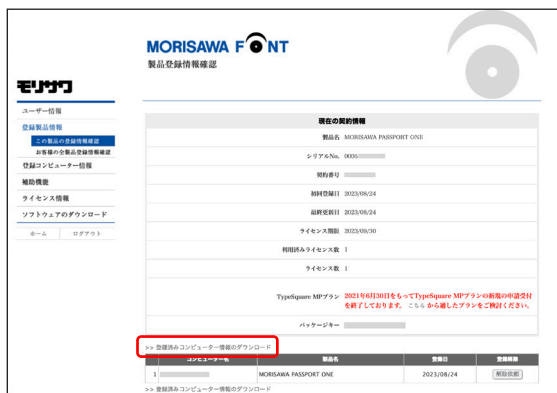 MORISAWA FONT
製品登録情報確認
モリサワ
ユーザー情報
登録製品情報
この製品の登録情報確認
お客様の全製品登録情報確認
登録コンピューター情報
補助機能
ライセンス情報
ソフトウェアのダウンロード
ホーム ログアウト
現在の契約情報
製品名 MORISAWA PASSPORT ONE
シリアルNo. 0006
契約番号
初回登録日 2023/08/24
最終更新日 2023/08/24
ライセンス期限 2023/09/30
利用済みライセンス数 1
ライセンス数 1
TypeSquare MPプラン 2021年6月30日をもってTypeSquare MPプランの新規の申請受付
を終了しております。こちら から通したプランをご検討ください。
パッケージキー
>> 登録済みコンピューター情報のダウンロード
コンピューター名 製品名 登録日 登録解除
1 MORISAWA PASSPORT ONE 2023/08/24 解除依頼
>> 登録済みコンピューター情報のダウンロード